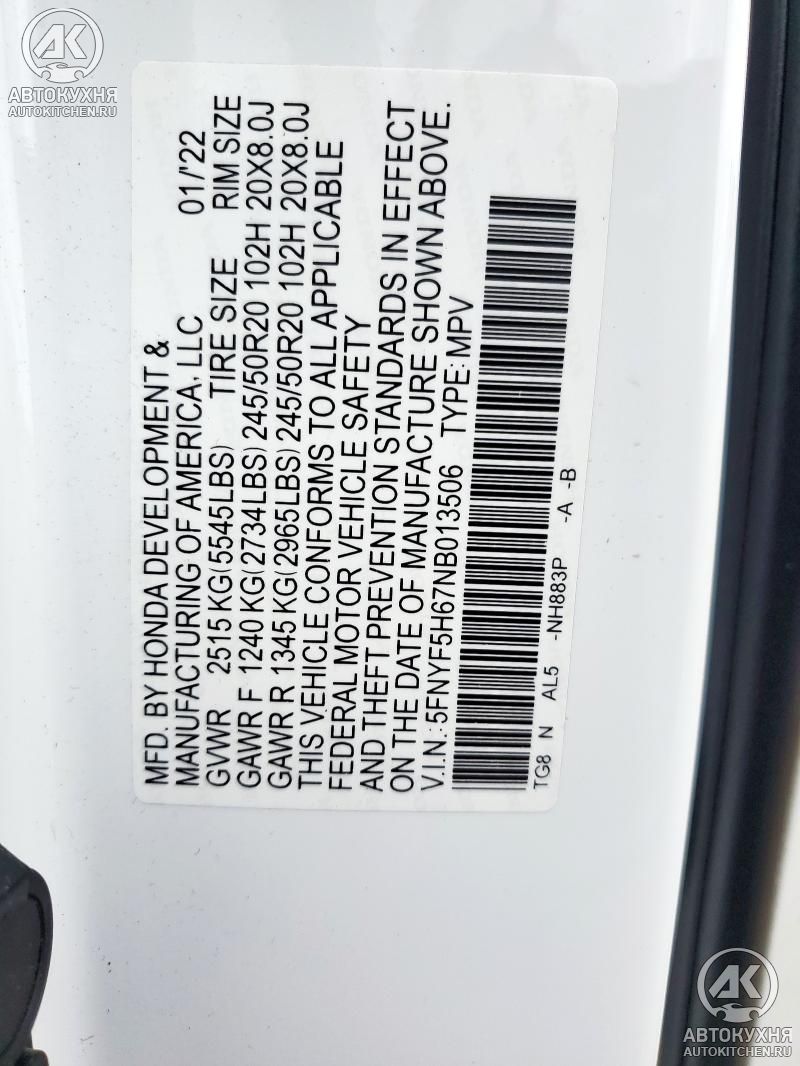 АК
АВТОКУХНЯ
AUTOKITCHEN.RU
MFD. BY HONDA DEVELOPMENT &
MANUFACTURING OF AMERICA, LLC 01/'22
GVWR 2515 KG(5545LBS) TIRE SIZE RIM SIZE
GAWR F 1240 KG(2734LBS) 245/50R20 102H 20X8.0J
GAWR R 1345 KG(2965LBS) 245/50R20 102H 20X8.0J
THIS VEHICLE CONFORMS TO ALL APPLICABLE
FEDERAL MOTOR VEHICLE SAFETY
AND THEFT PREVENTION STANDARDS IN EFFECT
ON THE DATE OF MANUFACTURE SHOWN ABOVE.
V.I.N.:5FNYF5H67NB013506 TYPE:MPV
TG8 N AL5 -NH883P -A -B
АК
АВТОКУХНЯ
AUTOKITCHEN.RU